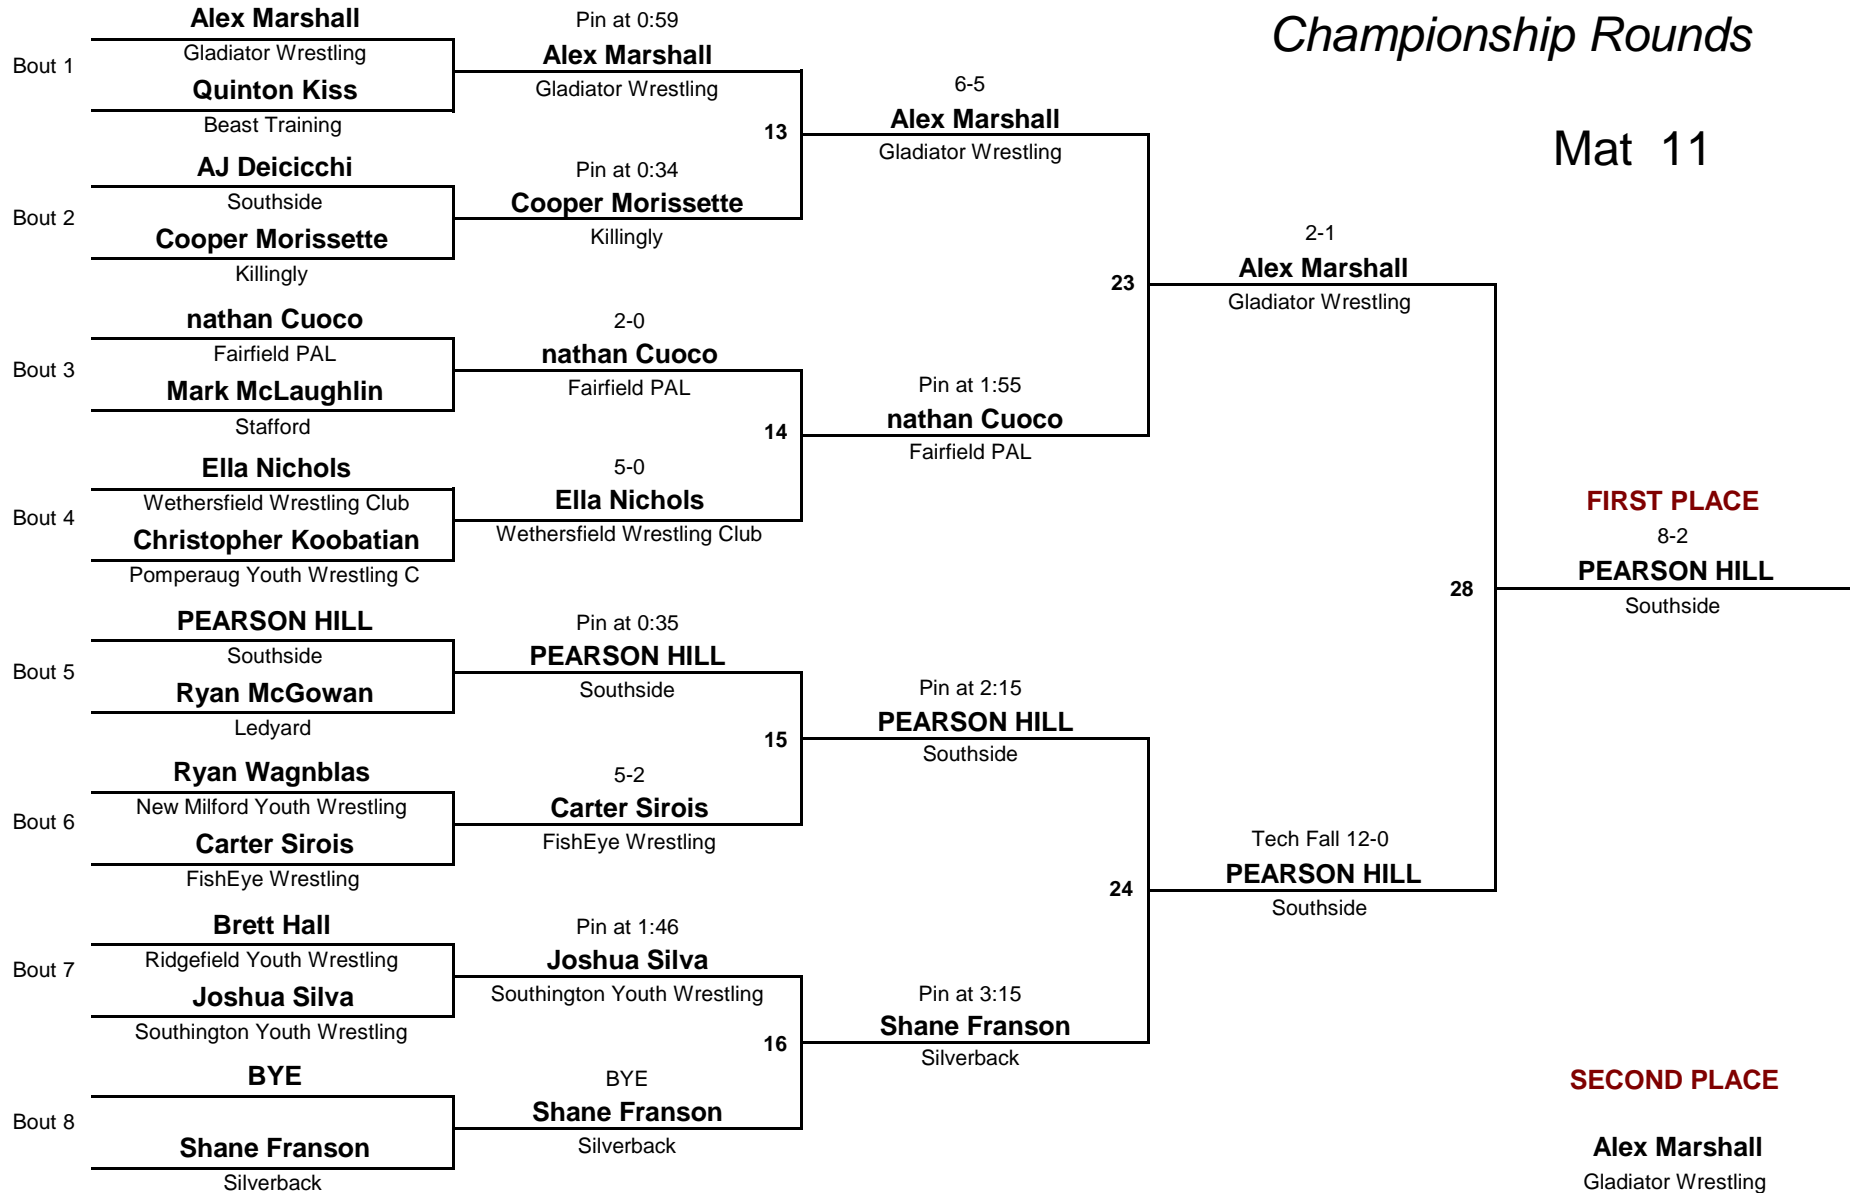 Championship Rounds
Mat 11
Bout 1
Alex Marshall
Gladiator Wrestling
Quinton Kiss
Beast Training
Bout 2
AJ Deicicchi
Southside
Cooper Morissette
Killingly
Bout 3
nathan Cuoco
Fairfield PAL
Mark McLaughlin
Stafford
Bout 4
Ella Nichols
Wethersfield Wrestling Club
Christopher Koobatian
Pomperaug Youth Wrestling C
Bout 5
PEARSON HILL
Southside
Ryan McGowan
Ledyard
Bout 6
Ryan Wagnblas
New Milford Youth Wrestling
Carter Sirois
FishEye Wrestling
Bout 7
Brett Hall
Ridgefield Youth Wrestling
Joshua Silva
Southington Youth Wrestling
Bout 8
BYE
Shane Franson
Silverback
Pin at 0:59
Alex Marshall
Gladiator Wrestling
13
Pin at 0:34
Cooper Morissette
Killingly
2-0
nathan Cuoco
Fairfield PAL
14
5-0
Ella Nichols
Wethersfield Wrestling Club
Pin at 0:35
PEARSON HILL
Southside
15
5-2
Carter Sirois
FishEye Wrestling
Pin at 1:46
Joshua Silva
Southington Youth Wrestling
16
BYE
Shane Franson
Silverback
6-5
Alex Marshall
Gladiator Wrestling
23
Pin at 1:55
nathan Cuoco
Fairfield PAL
Pin at 2:15
PEARSON HILL
Southside
24
Pin at 3:15
Shane Franson
Silverback
2-1
Alex Marshall
Gladiator Wrestling
28
Tech Fall 12-0
PEARSON HILL
Southside
FIRST PLACE
8-2
PEARSON HILL
Southside
SECOND PLACE
Alex Marshall
Gladiator Wrestling